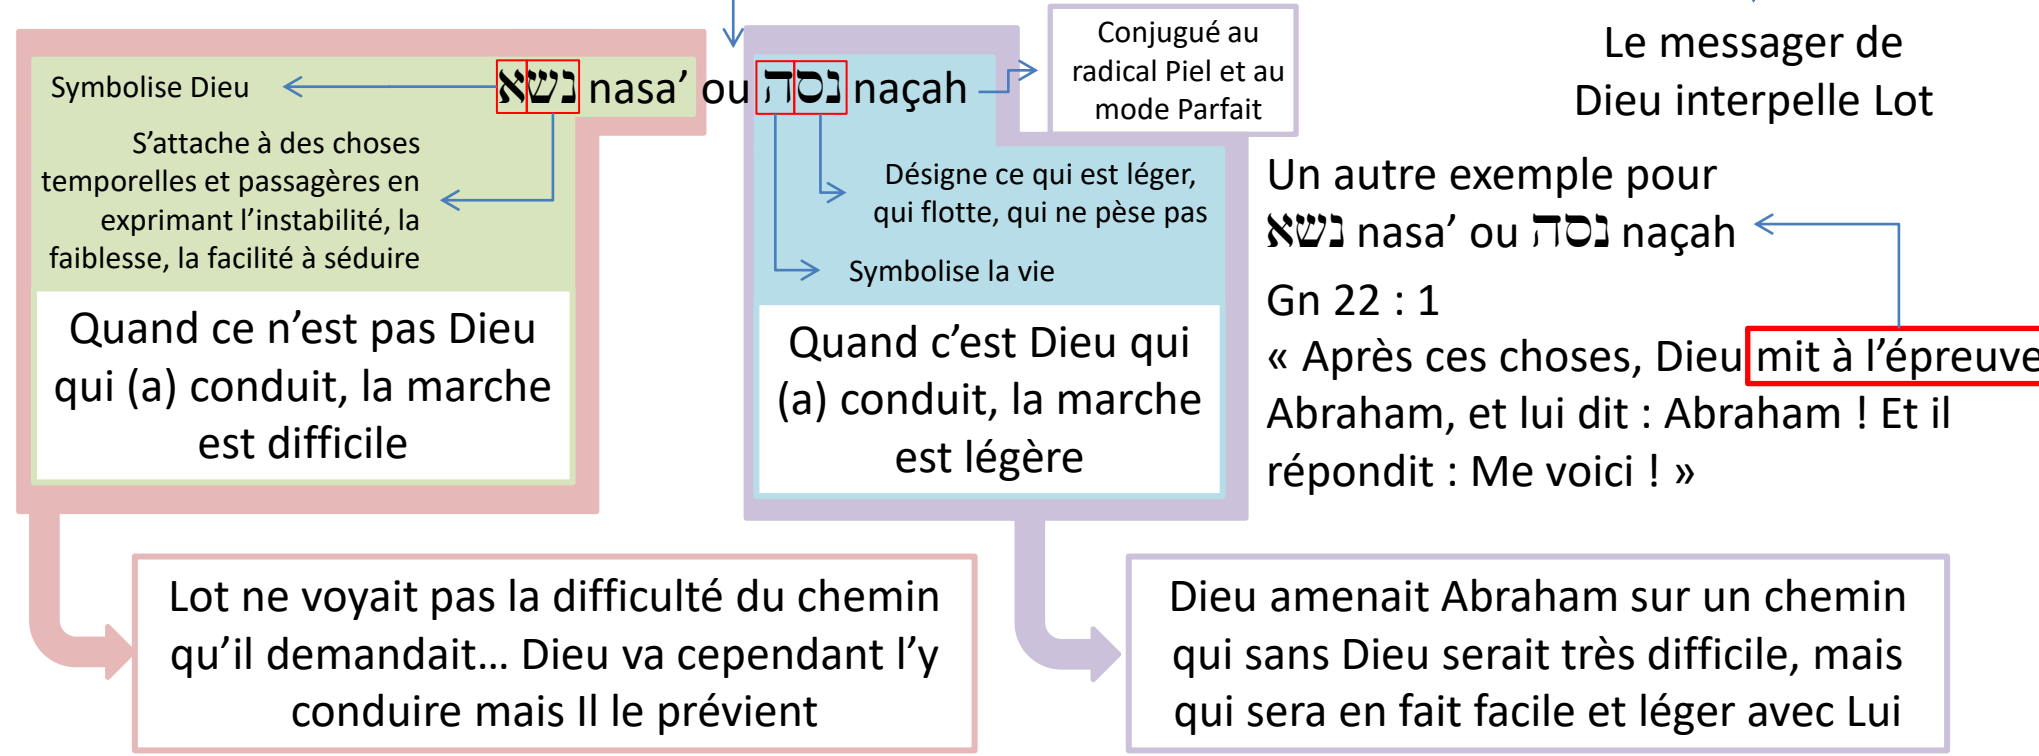 Conjugué au
radical Piel et au
mode Parfait
Le messager de
Dieu interpelle Lot
Symbolise Dieu
נשא nasa’ ou נסה naçah
S’attache à des choses
temporelles et passagères en
exprimant l’instabilité, la
faiblesse, la facilité à séduire
Désigne ce qui est léger,
qui flotte, qui ne pèse pas
Symbolise la vie
Quand ce n’est pas Dieu
qui (a) conduit, la marche
est difficile
Quand c’est Dieu qui
(a) conduit, la marche
est légère
Un autre exemple pour
נשא nasa’ ou נסה naçah
Gn 22 : 1
« Après ces choses, Dieu mit à l’épreuve
Abraham, et lui dit : Abraham ! Et il
répondit : Me voici ! »
Lot ne voyait pas la difficulté du chemin
qu’il demandait… Dieu va cependant l’y
conduire mais Il le prévient
Dieu amenait Abraham sur un chemin
qui sans Dieu serait très difficile, mais
qui sera en fait facile et léger avec Lui